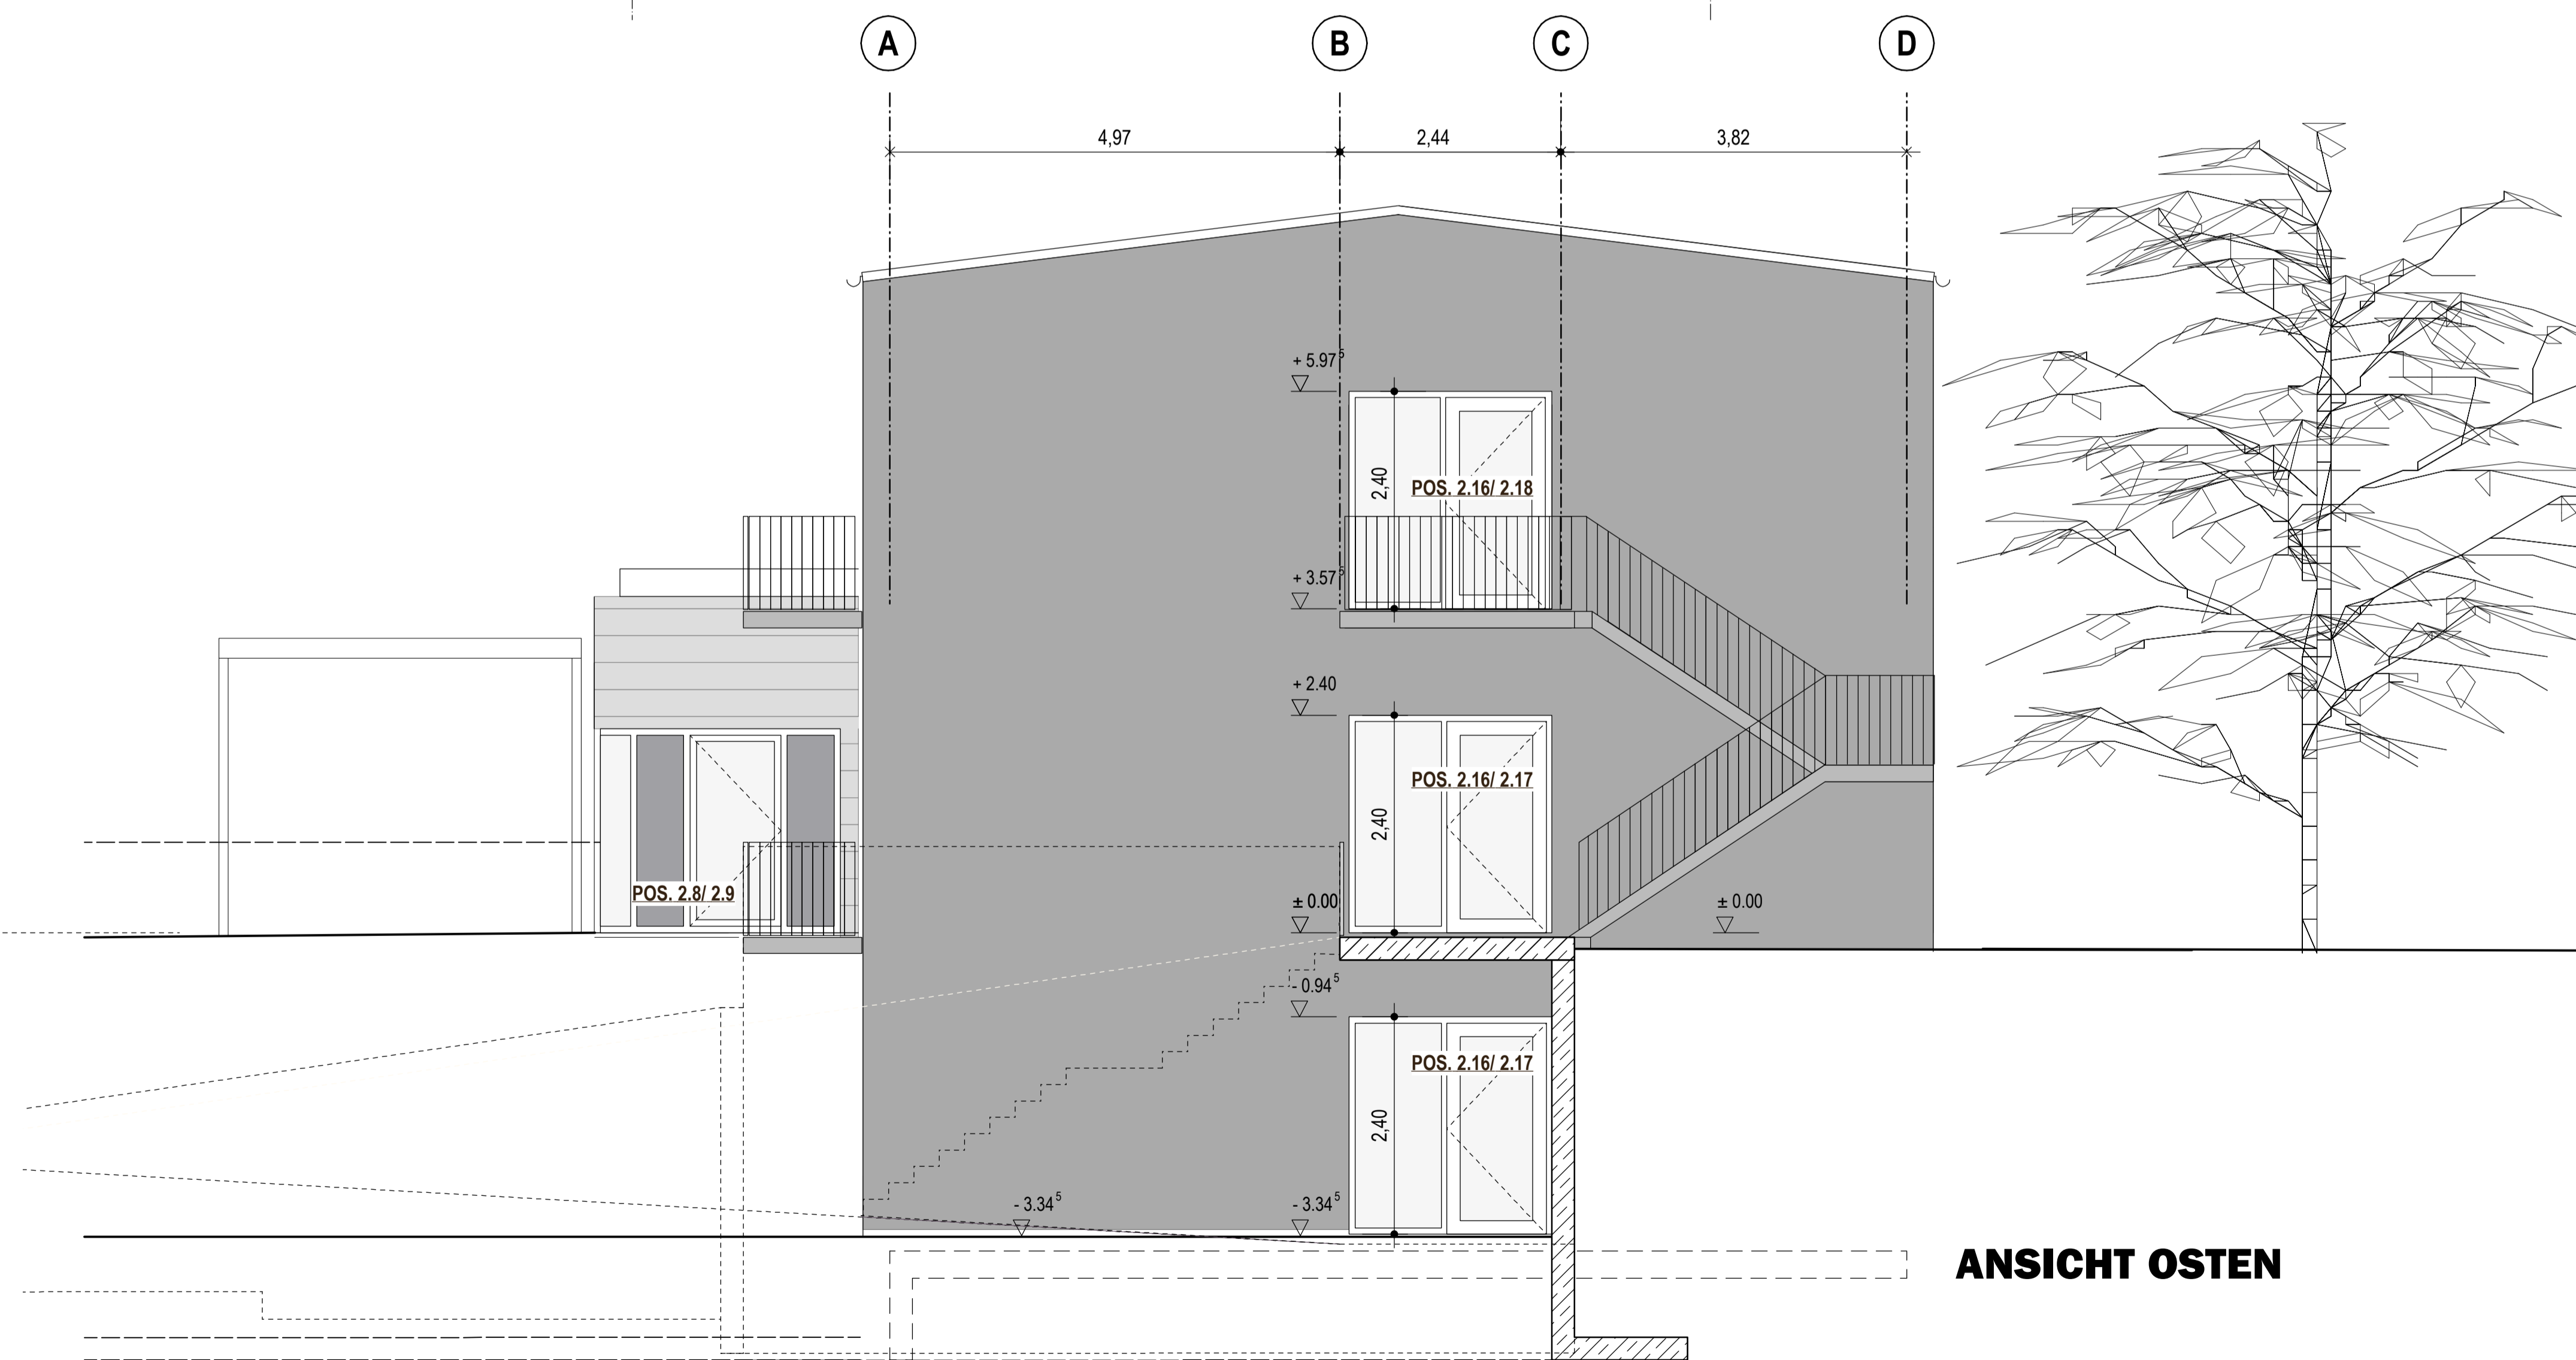 A B C D
4,97 2,44 3,82
+ 5.97⁵
2,40
POS. 2.16/ 2.18
+ 3.57⁵
+ 2.40
POS. 2.16/ 2.17
2,40
POS. 2.8/ 2.9
± 0.00
± 0.00
- 0.94⁵
POS. 2.16/ 2.17
2,40
- 3.34⁵
- 3.34⁵
ANSICHT OSTEN